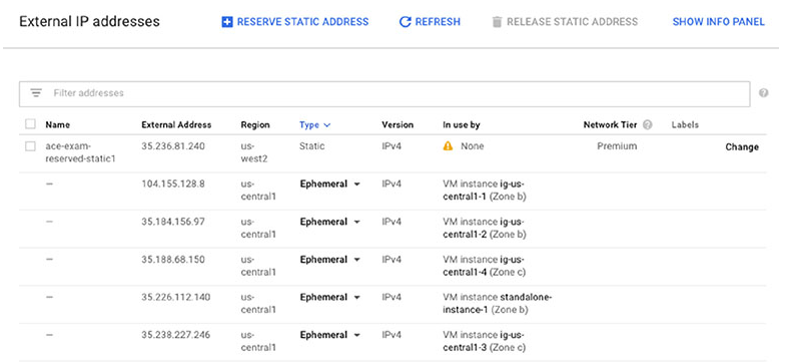 External IP addresses RESERVE STATIC ADDRESS REFRESH RELEASE STATIC ADDRESS SHOW INFO PANEL
Filter addresses
Name External Address Region Type Version In use by Network Tier Labels
ace-exam- 35.236.81.240 us- Static IPv4 None Premium Change
reserved-static1 west2
— 104.155.128.8 us- Ephemeral IPv4 VM instance ig-us-
central1 central1-1 (Zone b)
— 35.184.156.97 us- Ephemeral IPv4 VM instance ig-us-
central1 central1-2 (Zone b)
— 35.188.68.150 us- Ephemeral IPv4 VM instance ig-us-
central1 central1-4 (Zone c)
— 35.226.112.140 us- Ephemeral IPv4 VM instance standalone-
central1 instance-1 (Zone b)
— 35.238.227.246 us- Ephemeral IPv4 VM instance ig-us-
central1 central1-3 (Zone c)